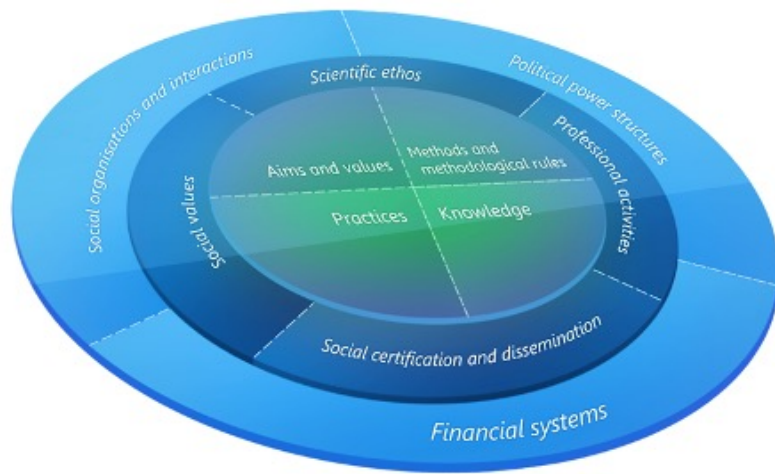 Social organisations and interactions
Political power structures
Scientific ethos
Professional activities
Aims and values
Methods and
methodological rules
Social values
Practices
Knowledge
Social certification and dissemination
Financial systems